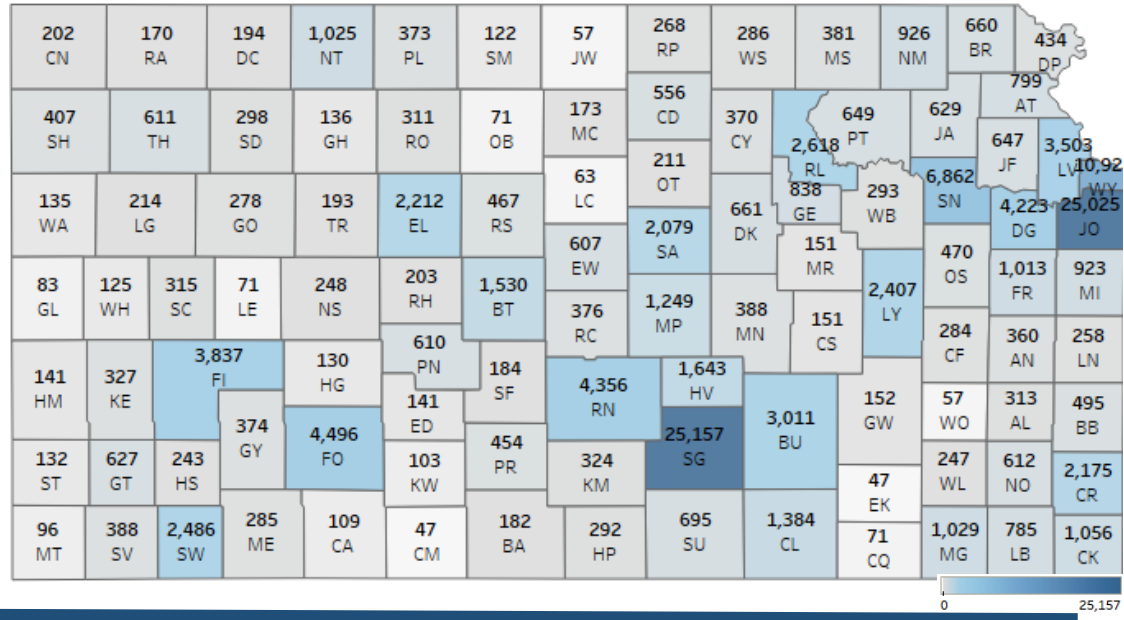 202
CN
170
RA
194
DC
1,025
NT
373
PL
122
SM
57
JW
268
RP
286
WS
381
MS
926
NM
660
BR
434
DP
407
SH
611
TH
298
SD
136
GH
311
RO
71
OB
173
MC
556
CD
370
CY
2,618
RL
649
PT
629
JA
799
AT
647
JF
3,503
LV
10,92
WY
63
LC
211
OT
135
WA
214
LG
278
GO
193
TR
2,212
EL
467
RS
607
EW
2,079
SA
661
DK
838
GE
293
WB
6,862
SN
4,223
DG
25,025
JO
151
MR
470
OS
1,013
FR
923
MI
83
GL
125
WH
315
SC
71
LE
248
NS
203
RH
1,530
BT
376
RC
1,249
MP
388
MN
151
CS
2,407
LY
284
CF
360
AN
258
LN
141
HM
327
KE
3,837
FI
130
HG
610
PN
184
SF
4,356
RN
1,643
HV
3,011
BU
152
GW
57
WO
313
AL
495
BB
374
GY
4,496
FO
141
ED
25,157
SG
132
ST
627
GT
243
HS
103
KW
454
PR
324
KM
47
EK
247
WL
612
NO
2,175
CR
96
MT
388
SV
2,486
SW
285
ME
109
CA
47
CM
182
BA
292
HP
695
SU
1,384
CL
71
CQ
1,029
MG
785
LB
1,056
CK
0
25,157